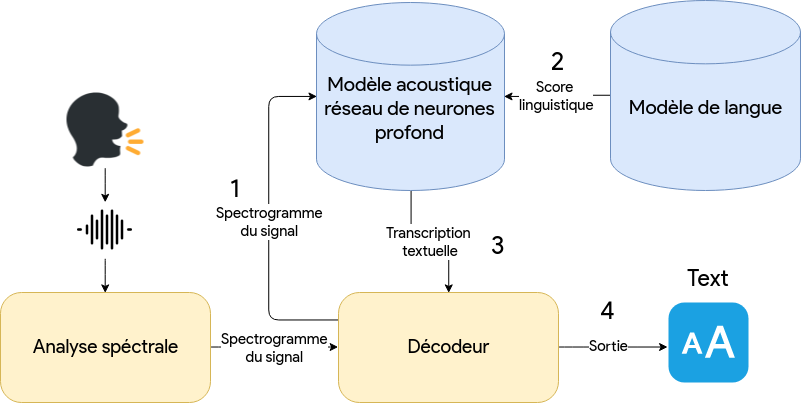 Modèle acoustique
réseau de neurones
profond
2
Score
linguistique
Modèle de langue
1
Spectrogramme
du signal
Transcription
textuelle
3
Analyse spéctrale
Spectrogramme
du signal
Décodeur
4
Sortie
Text
AA